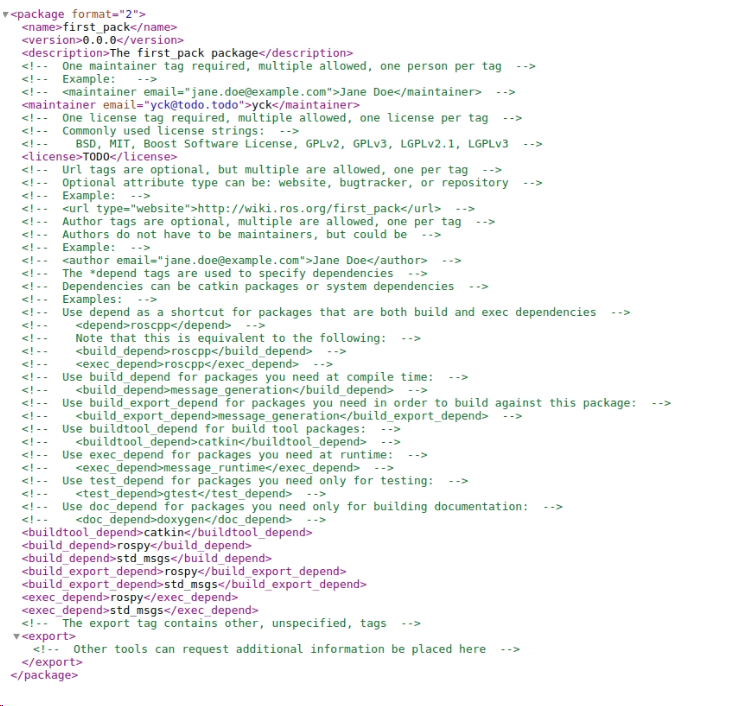 <package format="2">
<name>first_pack</name>
<version>0.0.0</version>
<description>The first_pack package</description>
<!-- One maintainer tag required, multiple allowed, one person per tag -->
<!-- Example: -->
<!-- <maintainer email="jane.doe@example.com">Jane Doe</maintainer> -->
<maintainer email="yck@todo.todo">yck</maintainer>
<!-- One license tag required, multiple allowed, one license per tag -->
<!-- Commonly used license strings: -->
<!-- BSD, MIT, Boost Software License, GPLv2, GPLv3, LGPLv2.1, LGPLv3 -->
<license>TODO</license>
<!-- Url tags are optional, but multiple are allowed, one per tag -->
<!-- Optional attribute type can be: website, bugtracker, or repository -->
<!-- Example: -->
<!-- <url type="website">http://wiki.ros.org/first_pack</url> -->
<!-- Author tags are optional, multiple are allowed, one per tag -->
<!-- Authors do not have to be maintainers, but could be -->
<!-- Example: -->
<!-- <author email="jane.doe@example.com">Jane Doe</author> -->
<!-- The *depend tags are used to specify dependencies -->
<!-- Dependencies can be catkin packages or system dependencies -->
<!-- Examples: -->
<!-- Use depend as a shortcut for packages that are both build and exec dependencies -->
<!-- <depend>roscpp</depend> -->
<!-- Note that this is equivalent to the following: -->
<!-- <build_depend>roscpp</build_depend> -->
<!-- <exec_depend>roscpp</exec_depend> -->
<!-- Use build_depend for packages you need at compile time: -->
<!-- <build_depend>message_generation</build_depend> -->
<!-- Use build_export_depend for packages you need in order to build against this package: -->
<!-- <build_export_depend>message_generation</build_export_depend> -->
<!-- Use buildtool_depend for build tool packages: -->
<!-- <buildtool_depend>catkin</buildtool_depend> -->
<!-- Use exec_depend for packages you need at runtime: -->
<!-- <exec_depend>message_runtime</exec_depend> -->
<!-- Use test_depend for packages you need only for testing: -->
<!-- <test_depend>gtest</test_depend> -->
<!-- Use doc_depend for packages you need only for building documentation: -->
<!-- <doc_depend>doxygen</doc_depend> -->
<buildtool_depend>catkin</buildtool_depend>
<build_depend>rospy</build_depend>
<build_depend>std_msgs</build_depend>
<build_export_depend>rospy</build_export_depend>
<build_export_depend>std_msgs</build_export_depend>
<exec_depend>rospy</exec_depend>
<exec_depend>std_msgs</exec_depend>
<!-- The export tag contains other, unspecified, tags -->
<export>
<!-- Other tools can request additional information be placed here -->
</export>
</package>